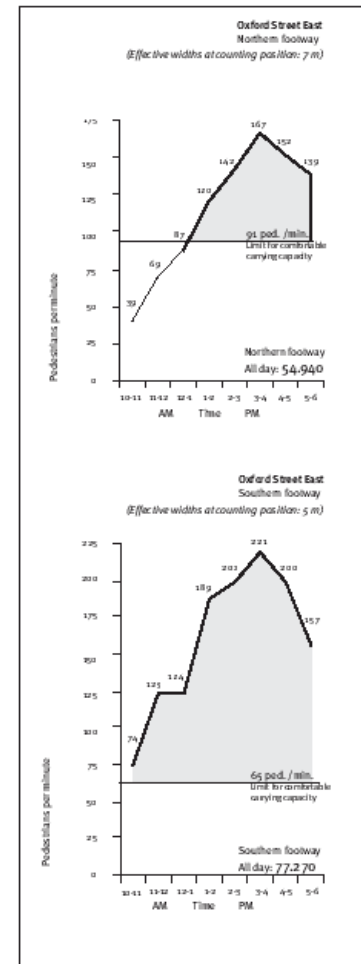 Oxford Street East
Northern footway
(Effective widths at counting position: 7 m)
175
150
125
100
75
50
25
0
Pedestrians per minute
39
69
87
120
142
167
152
139
91 ped. /min.
Limit for comfortable
carrying capacity
Northern footway
All day: 54.940
10-11 11-12 12-1 1-2 2-3 3-4 4-5 5-6
AM Time PM
Oxford Street East
Southern footway
(Effective widths at counting position: 5 m)
225
200
175
150
125
100
75
50
25
0
Pedestrians per minute
74
125
124
189
202
221
200
157
65 ped. /min.
Limit for comfortable
carrying capacity
Southern footway
All day: 77.270
10-11 11-12 12-1 1-2 2-3 3-4 4-5 5-6
AM Time PM